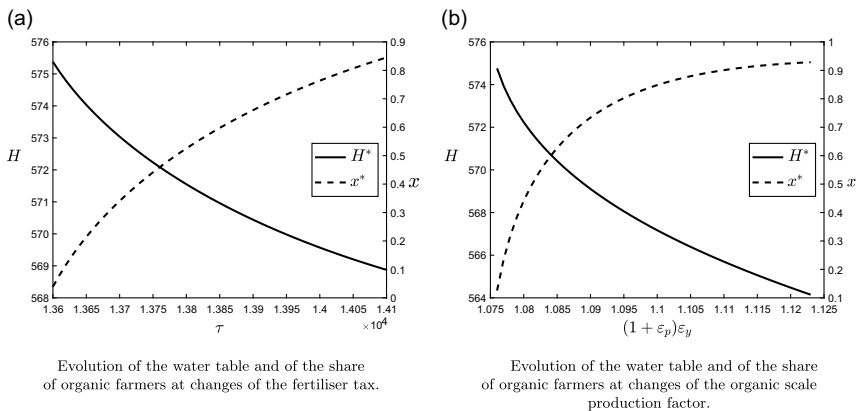 (a)
576
575
574
573
572
571
570
569
568
H
0.9
0.8
0.7
0.6
0.5
0.4
0.3
0.2
0.1
0
x
H*
x*
1.36 1.365 1.37 1.375 1.38 1.385 1.39 1.395 1.4 1.405 1.41
×10⁴
τ
Evolution of the water table and of the share
of organic farmers at changes of the fertiliser tax.
(b)
576
574
572
570
568
566
564
H
1
0.9
0.8
0.7
0.6
0.5
0.4
0.3
0.2
0.1
x
H*
x*
1.075 1.08 1.085 1.09 1.095 1.1 1.105 1.11 1.115 1.12 1.125
(1 + εₚ)εᵧ
Evolution of the water table and of the share
of organic farmers at changes of the organic scale
production factor.